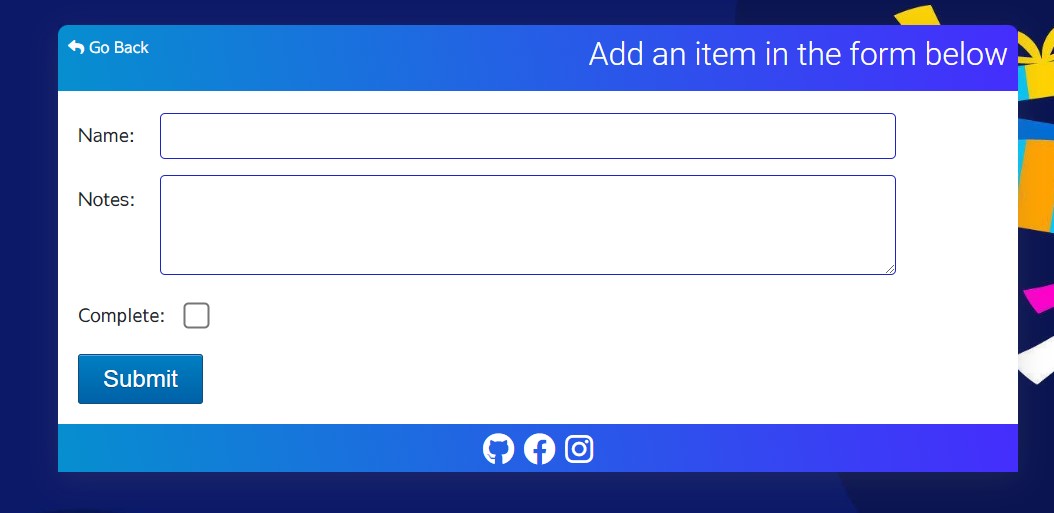 Go Back
Add an item in the form below
Name:
Notes:
Complete:
Submit